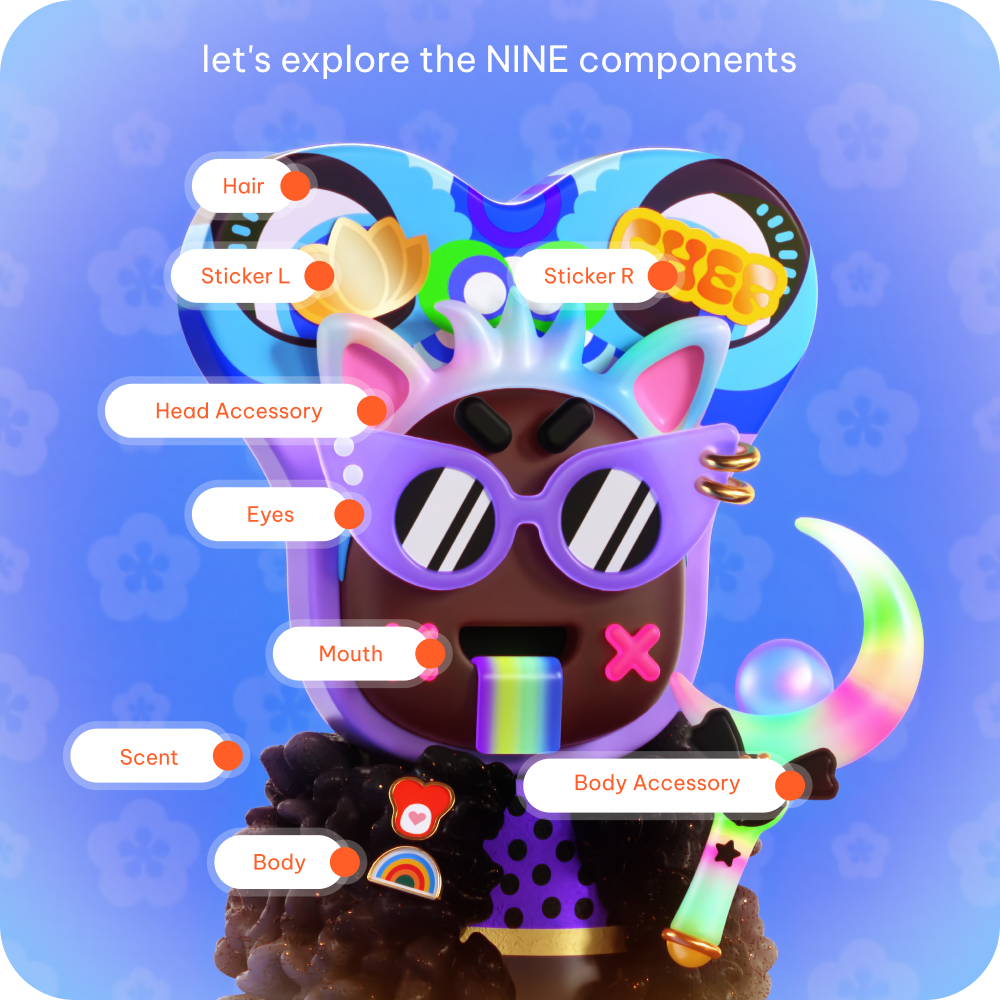 let's explore the NINE components
Hair
Sticker L
Sticker R
Head Accessory
Eyes
Mouth
Scent
Body Accessory
Body